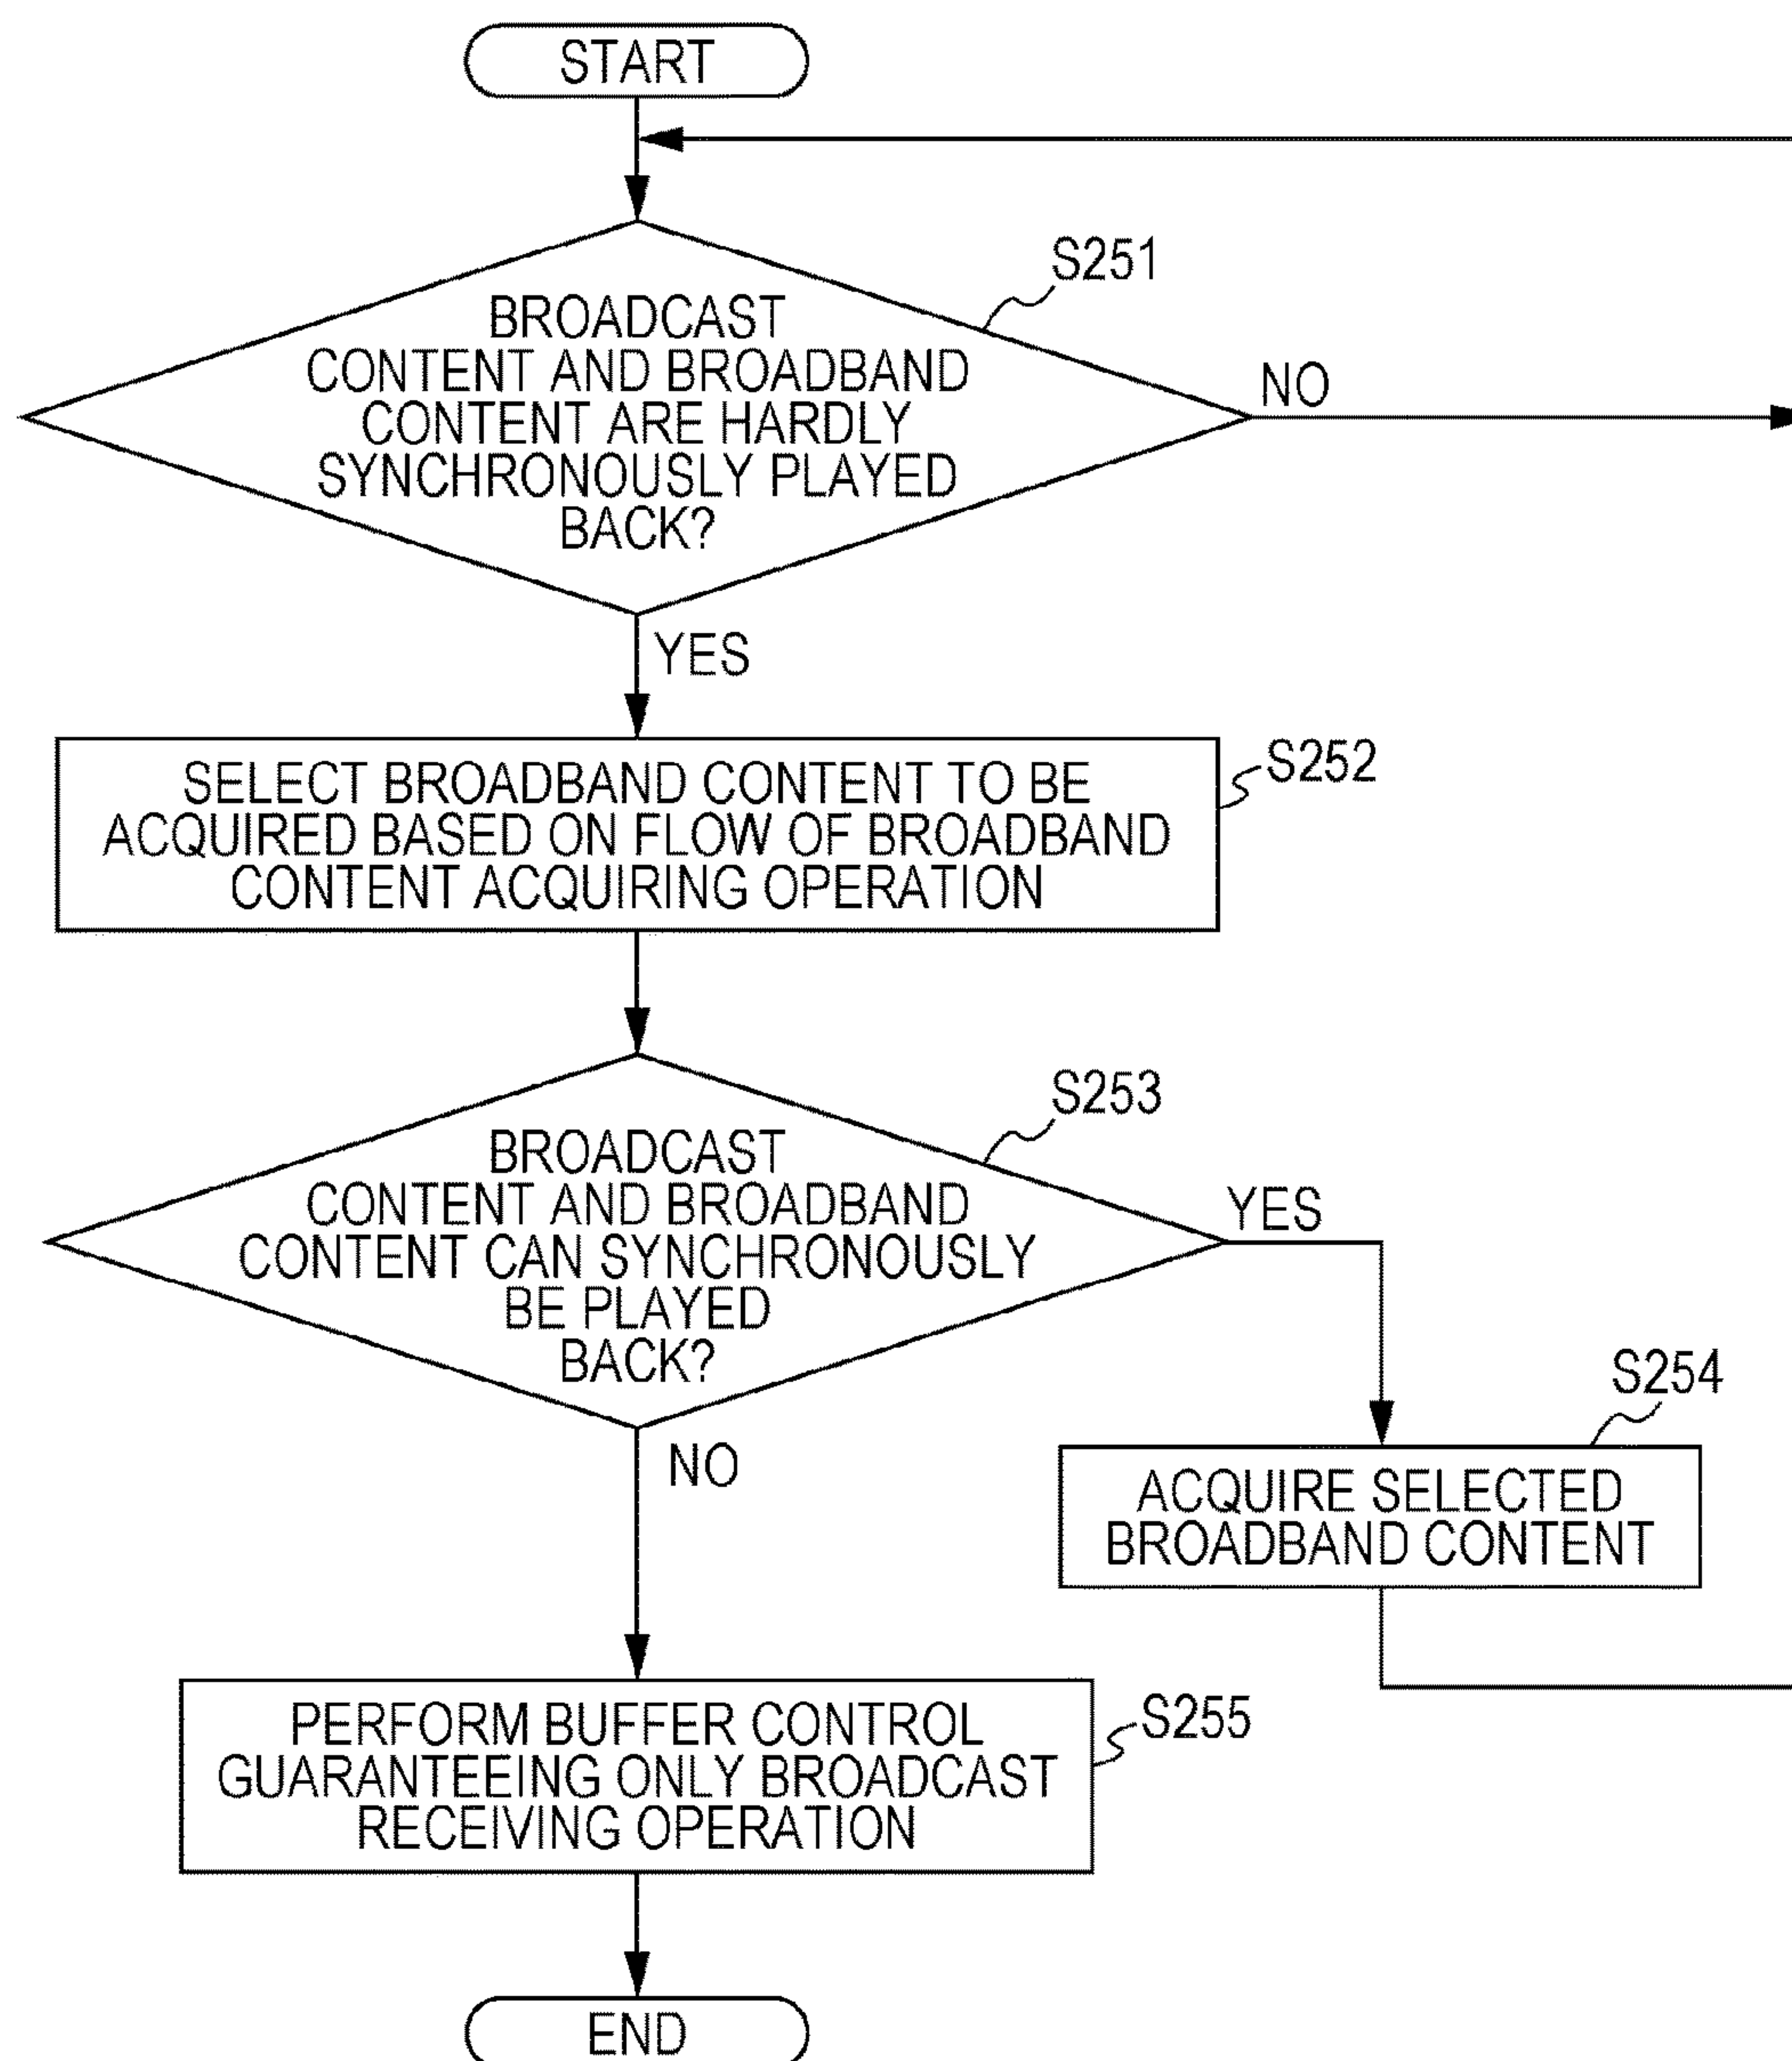 START
S251
BROADCAST
CONTENT AND BROADBAND
CONTENT ARE HARDLY
SYNCHRONOUSLY PLAYED
BACK?
NO
YES
S252
SELECT BROADBAND CONTENT TO BE
ACQUIRED BASED ON FLOW OF BROADBAND
CONTENT ACQUIRING OPERATION
S253
BROADCAST
CONTENT AND BROADBAND
CONTENT CAN SYNCHRONOUSLY
BE PLAYED
BACK?
YES
NO
S254
ACQUIRE SELECTED
BROADBAND CONTENT
S255
PERFORM BUFFER CONTROL
GUARANTEEING ONLY BROADCAST
RECEIVING OPERATION
END